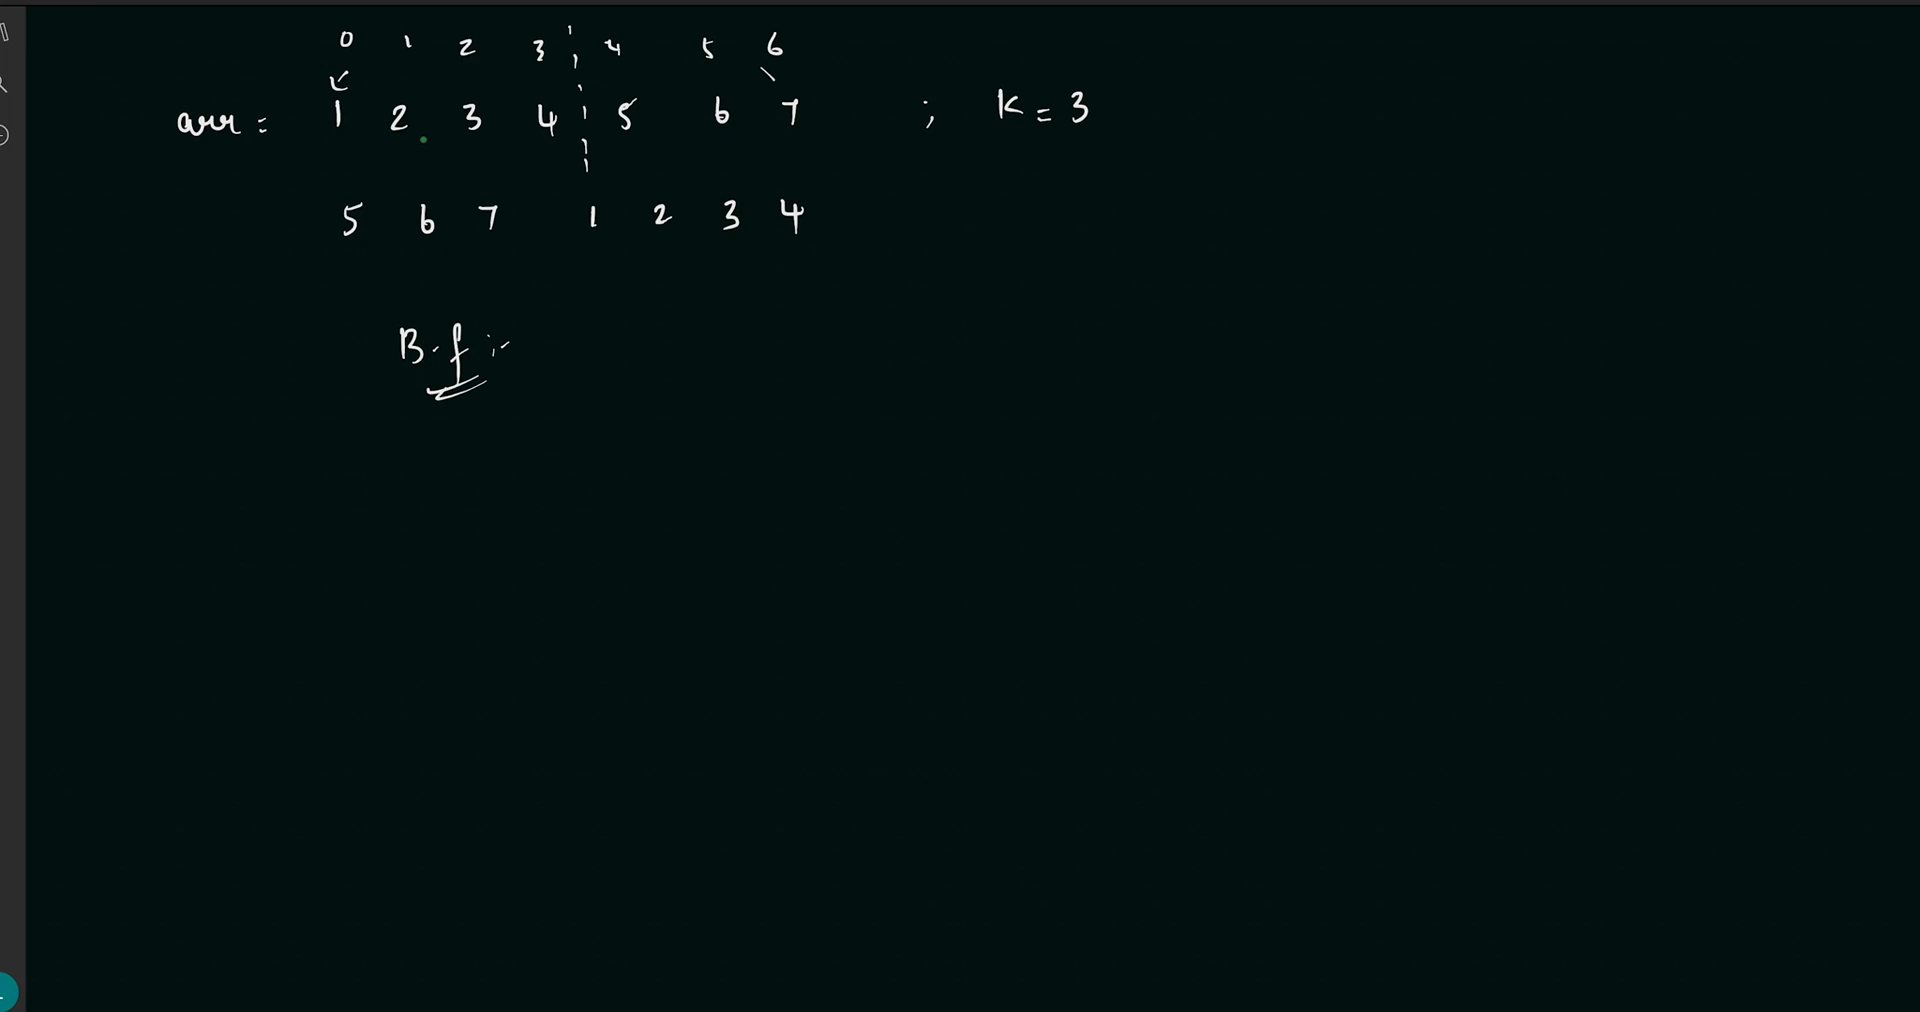 0 1 2 3 4 5 6
arr = 1 2 3 4 5 6 7 ; K = 3
5 6 7 1 2 3 4
B.f :-